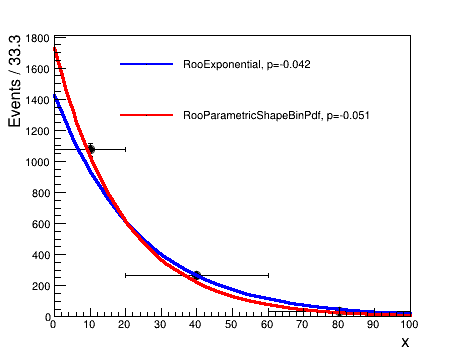 Events / 33.3
1800
1600
1400
1200
1000
800
600
400
200
0
RooExponential, p=-0.042
RooParametricShapeBinPdf, p=-0.051
0 10 20 30 40 50 60 70 80 90 100
x